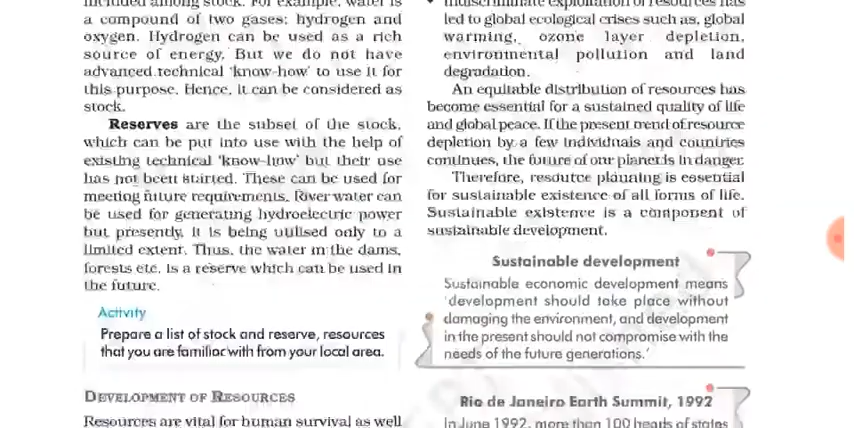 included among stock. For example, water is
a compound of two gases: hydrogen and
oxygen. Hydrogen can be used as a rich
source of energy. But we do not have
advanced technical 'know-how' to use it for
this purpose. Hence, it can be considered as
stock.
Reserves are the subset of the stock,
which can be put into use with the help of
existing technical 'know-how' but their use
has not been started. These can be used for
meeting future requirements. River water can
be used for generating hydroelectric power
but presently, it is being utilised only to a
limited extent. Thus, the water in the dams,
forests etc. is a reserve which can be used in
the future.
Activity
Prepare a list of stock and reserve, resources
that you are familiar with from your local area.
DEVELOPMENT OF RESOURCES
Resources are vital for human survival as well
• Indiscriminate exploitation of resources has
led to global ecological crises such as, global
warming, ozone layer depletion,
environmental pollution and land
degradation.
An equitable distribution of resources has
become essential for a sustained quality of life
and global peace. If the present trend of resource
depletion by a few individuals and countries
continues, the future of our planet is in danger.
Therefore, resource planning is essential
for sustainable existence of all forms of life.
Sustainable existence is a component of
sustainable development.
Sustainable development
Sustainable economic development means
'development should take place without
damaging the environment, and development
in the present should not compromise with the
needs of the future generations.'
Rio de Janeiro Earth Summit, 1992
In June 1992, more than 100 heads of states